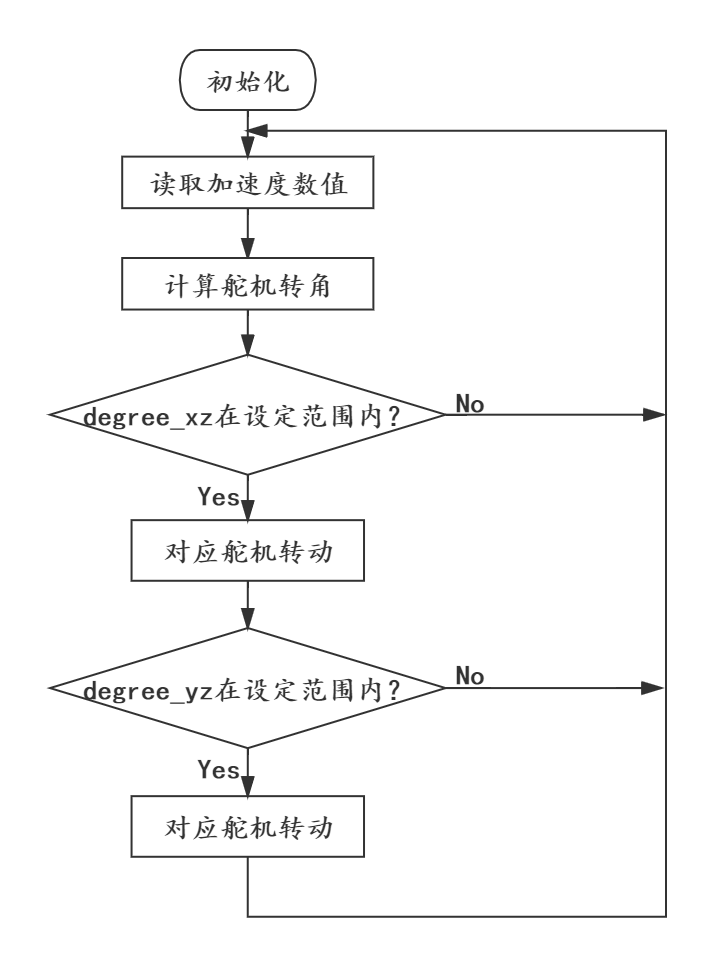 初始化
读取加速度数值
计算舵机转角
degree_xz在设定范围内?
No
Yes
对应舵机转动
degree_yz在设定范围内?
No
Yes
对应舵机转动